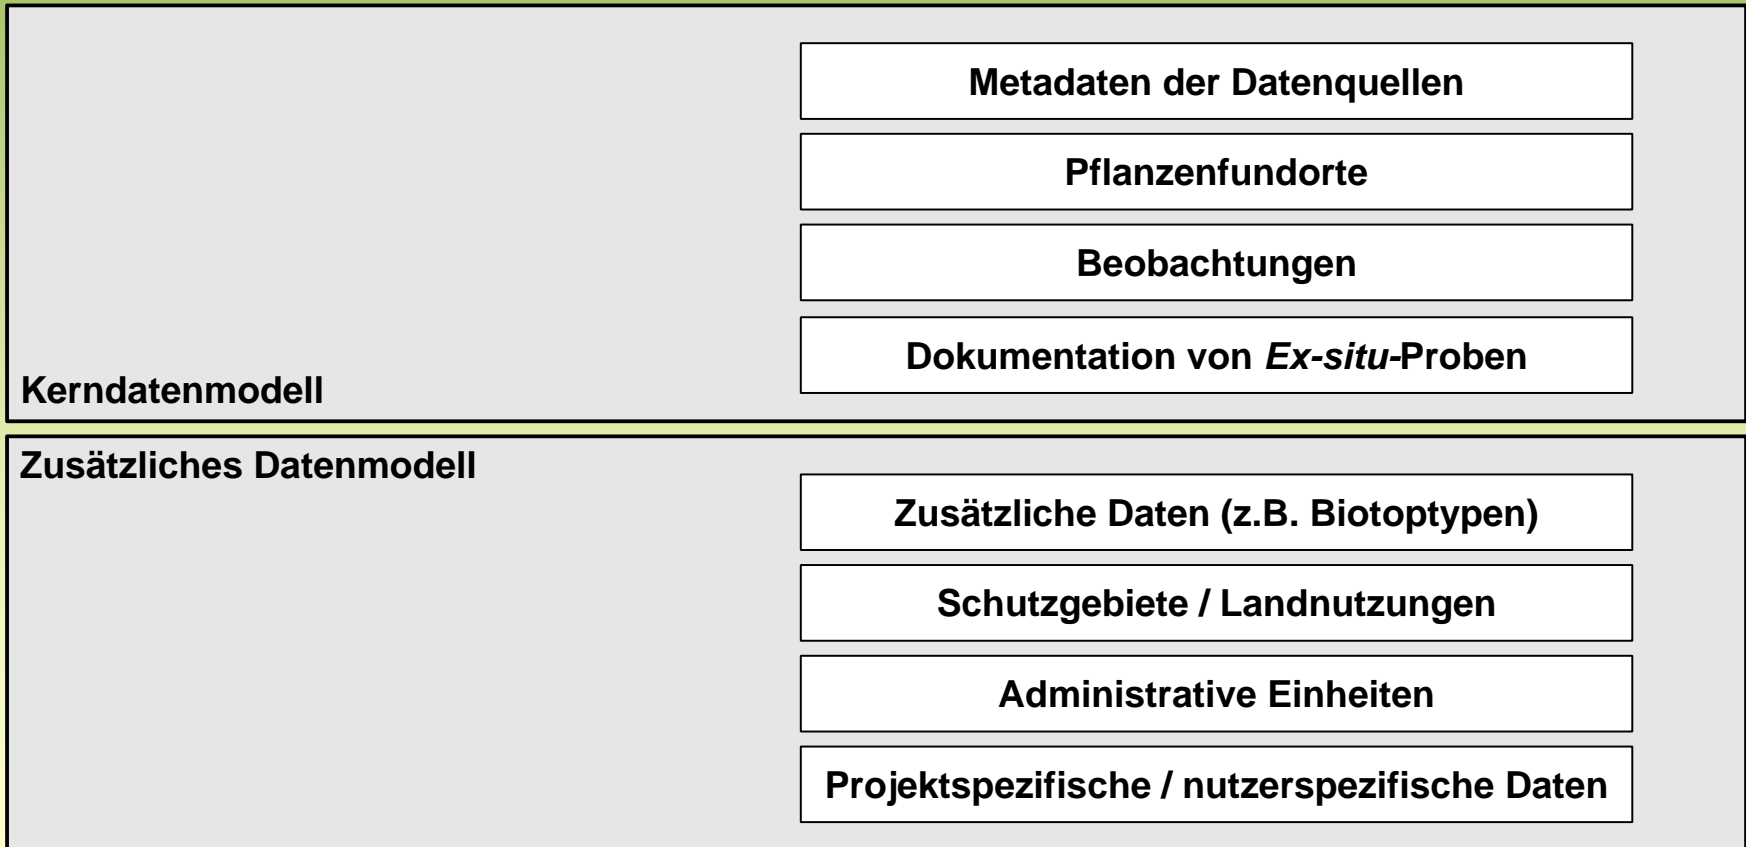 Metadaten der Datenquellen
Pflanzenfundorte
Beobachtungen
Dokumentation von Ex-situ-Proben
Kerndatenmodell
Zusätzliches Datenmodell
Zusätzliche Daten (z.B. Biotoptypen)
Schutzgebiete / Landnutzungen
Administrative Einheiten
Projektspezifische / nutzerspezifische Daten